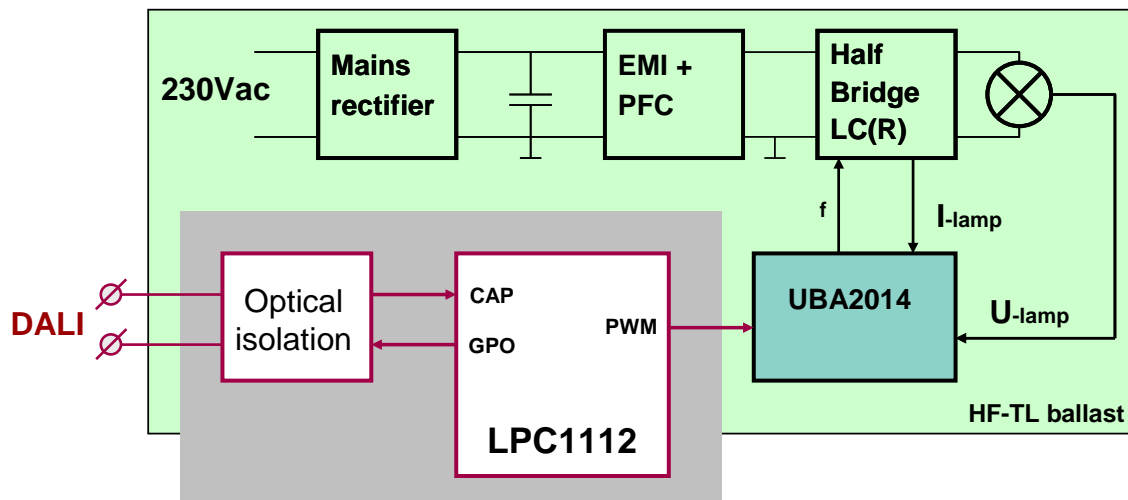 230Vac
Mains
rectifier
EMI +
PFC
Half
Bridge
LC(R)
f
I-lamp
DALI
Optical
isolation
CAP
GPO
PWM
LPC1112
UBA2014
U-lamp
HF-TL ballast